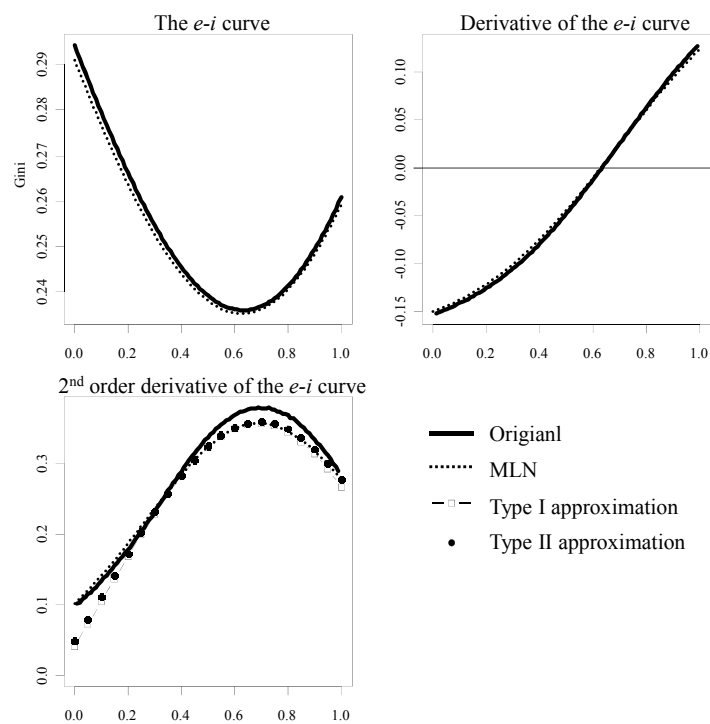 The e-i curve
Derivative of the e-i curve
Gini
0.29
0.28
0.27
0.26
0.25
0.24
0.0 0.2 0.4 0.6 0.8 1.0
0.10
0.05
0.00
-0.05
-0.10
-0.15
0.0 0.2 0.4 0.6 0.8 1.0
2nd order derivative of the e-i curve
0.3
0.2
0.1
0.0
0.0 0.2 0.4 0.6 0.8 1.0
Origianl
MLN
Type I approximation
Type II approximation